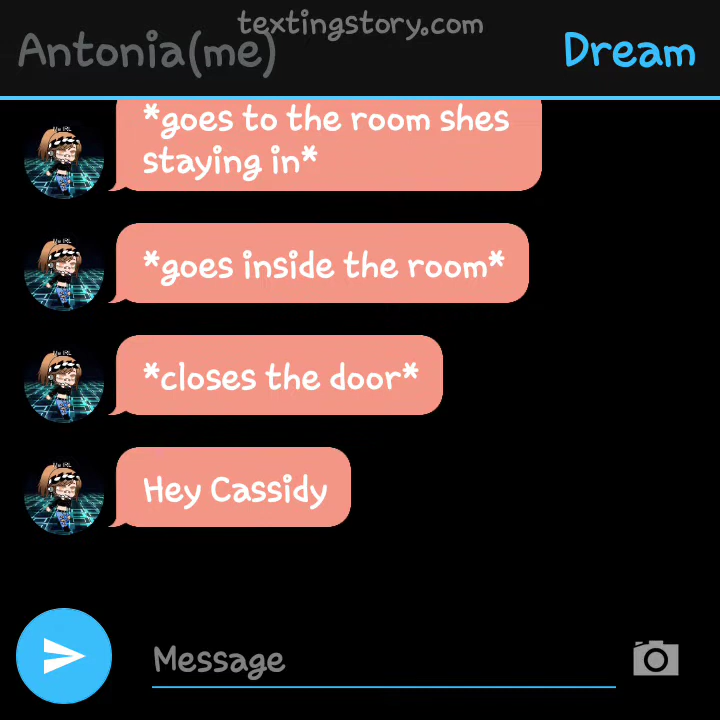 textingstory.com
Antonia(me)
Dream
*goes to the room shes
staying in*
*goes inside the room*
*closes the door*
Hey Cassidy
Message